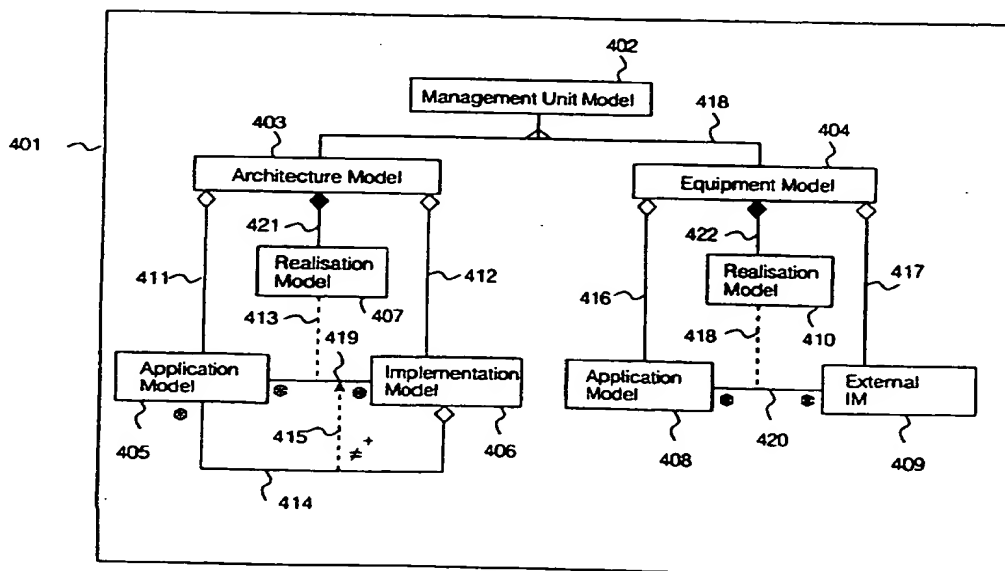 402
Management Unit Model
418
403
404
401
Architecture Model
Equipment Model
421
422
Realisation Model
Realisation Model
411
412
416
417
413
407
418
410
419
Application Model
Implementation Model
Application Model
External IM
415
≠+
405
406
408
420
409
414